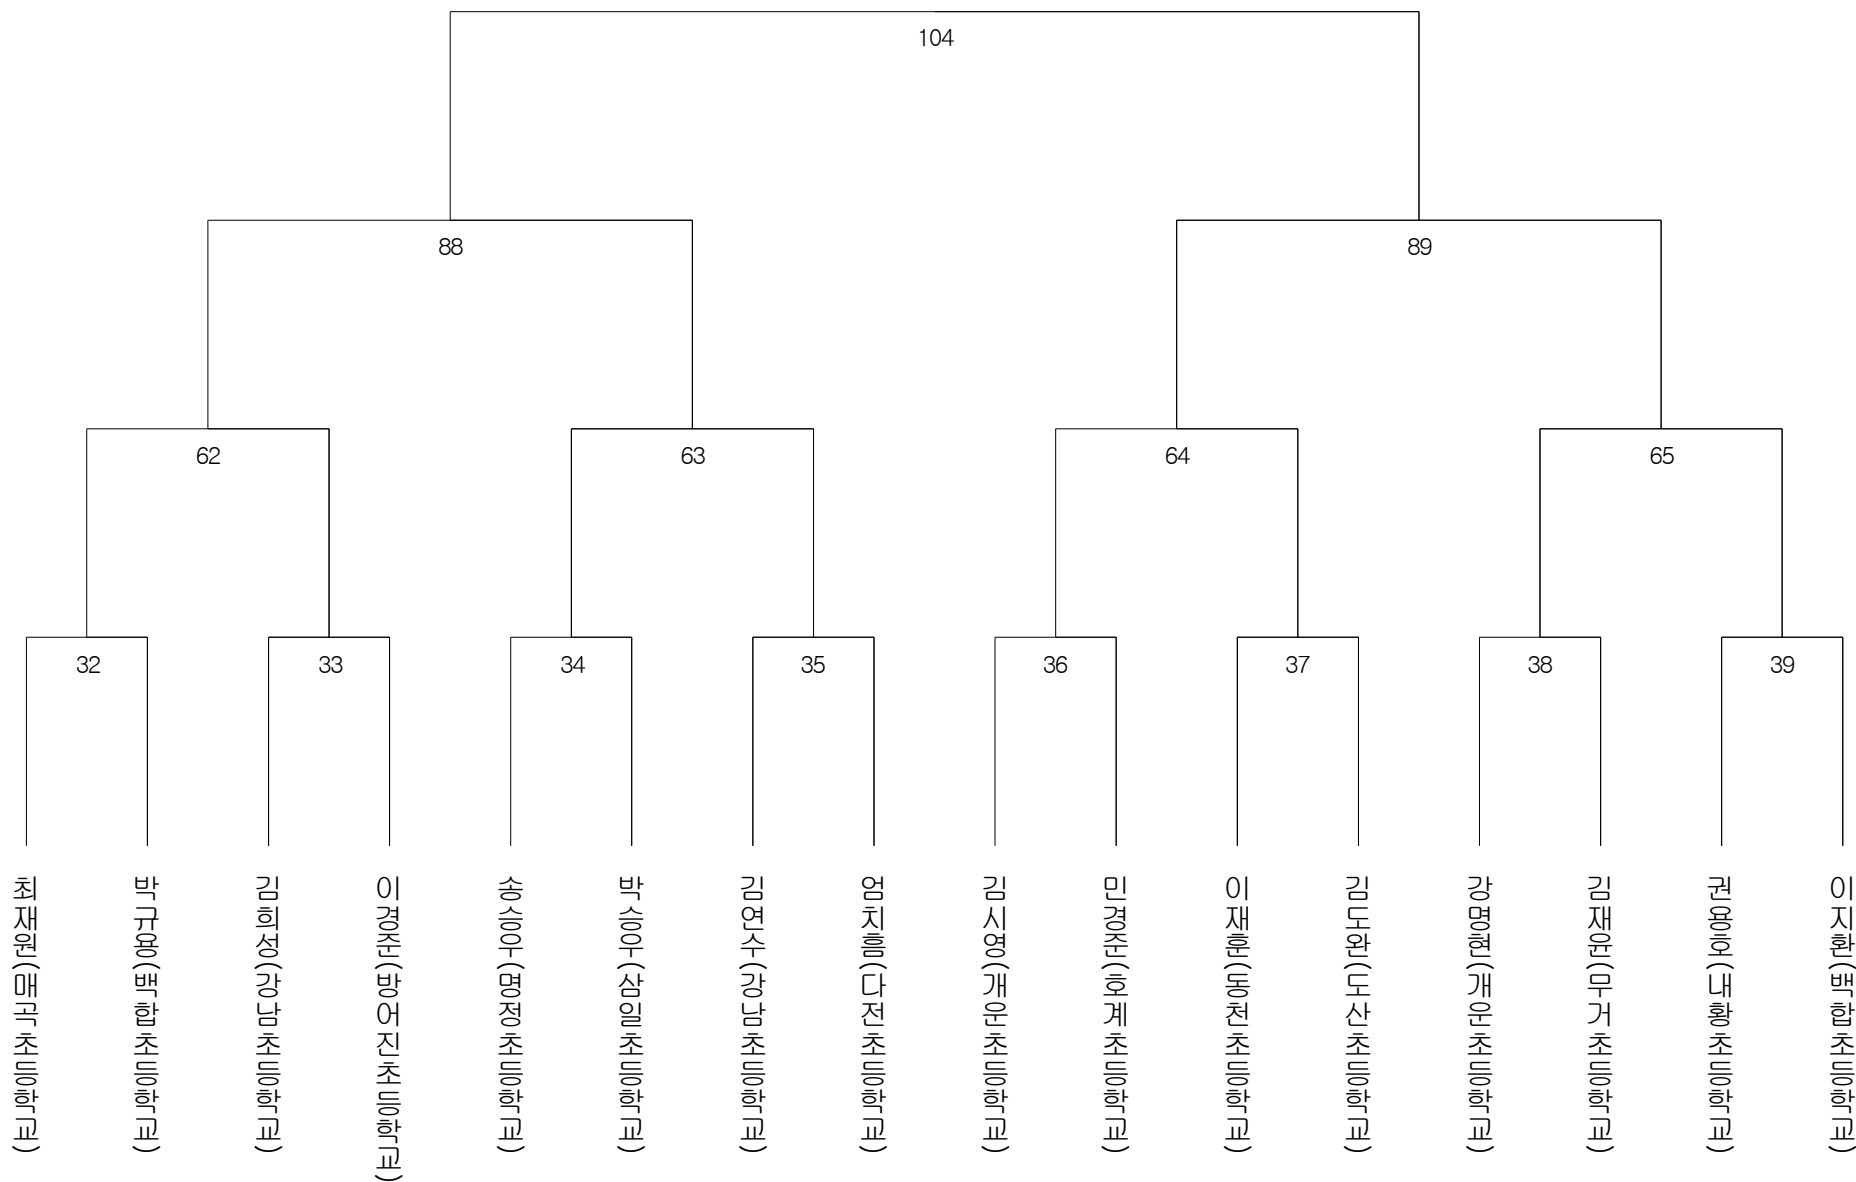 104
88
89
62
63
64
65
32
33
34
35
36
37
38
39
최재원(매곡초등학교)
박규용(백합초등학교)
김희성(강남초등학교)
이경준(방어진초등학교)
송승우(명정초등학교)
박승우(삼일초등학교)
김연수(강남초등학교)
엄치흠(다전초등학교)
김시영(개운초등학교)
민경준(호계초등학교)
이재훈(동천초등학교)
김도완(도산초등학교)
강명현(개운초등학교)
김재윤(무거초등학교)
권용호(내황초등학교)
이지환(백합초등학교)